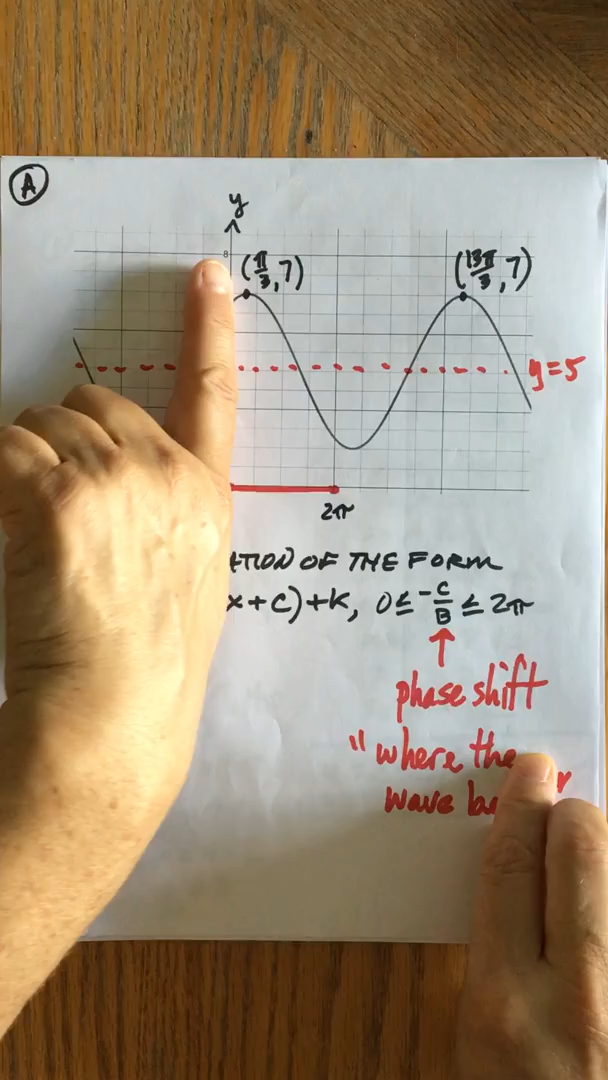 A
y
8
(π/3, 7)
(13π/3, 7)
y=5
2π
ATION OF THE FORM
x+C)+K, 0≤ -C/B ≤ 2π
↑
phase shift
"where the
wave